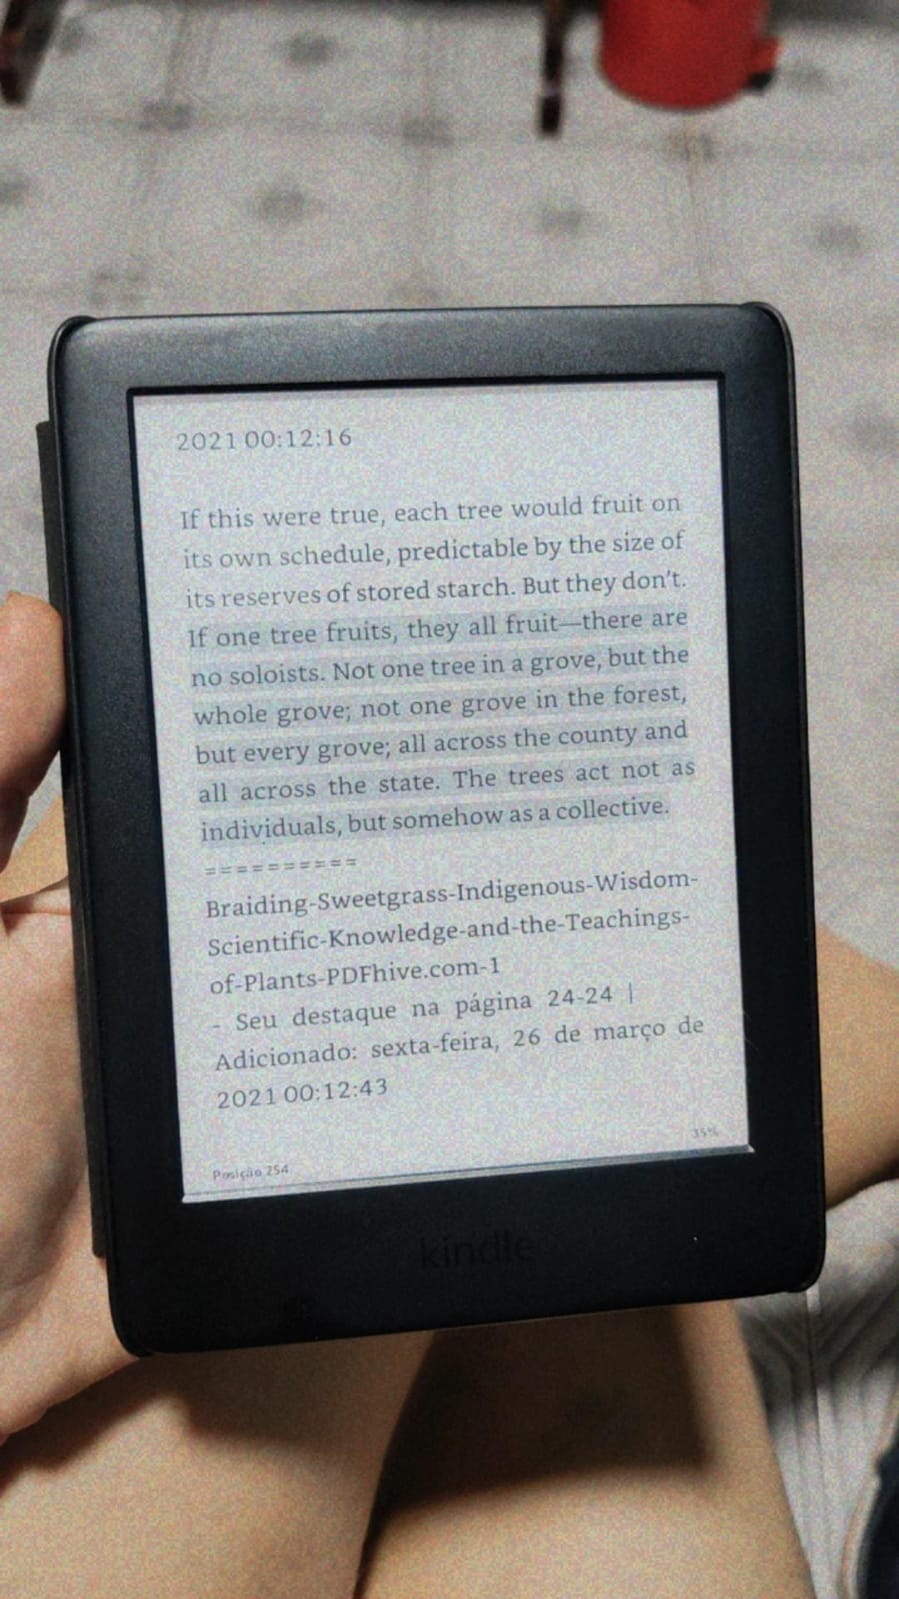 2021 00:12:16
If this were true, each tree would fruit on
its own schedule, predictable by the size of
its reserves of stored starch. But they don't.
If one tree fruits, they all fruit—there are
no soloists. Not one tree in a grove, but the
whole grove; not one grove in the forest,
but every grove; all across the county and
all across the state. The trees act not as
individuals, but somehow as a collective.
==========
Braiding-Sweetgrass-Indigenous-Wisdom-
Scientific-Knowledge-and-the-Teachings-
of-Plants-PDFhive.com-1
- Seu destaque na página 24-24 |
Adicionado: sexta-feira, 26 de março de
2021 00:12:43
Posição 254 35%
kindle